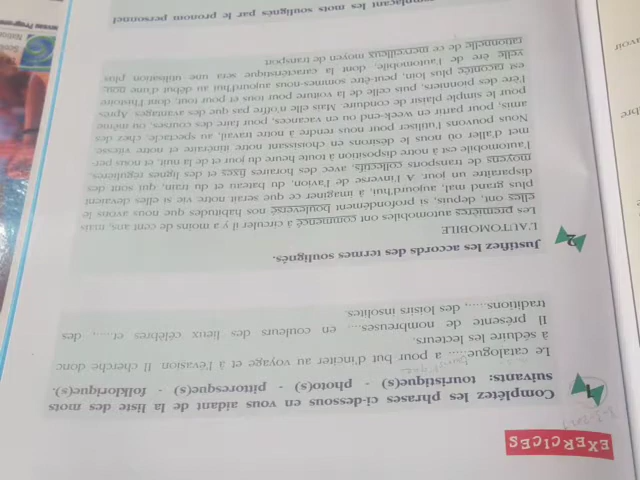 EXERCICES
1
Complétez les phrases ci-dessous en vous aidant de la liste des mots
suivants: touristique(s) - photo(s) - pittoresque(s) - folklorique(s).
Le catalogue..... a pour but d'inciter au voyage et à l'évasion. Il cherche donc
à séduire les lecteurs.
Il présente de nombreuses.... en couleurs des lieux célèbres et....., des
traditions....., des loisirs insolites.
2
Justifiez les accords des termes soulignés.
L'AUTOMOBILE
Les premières automobiles ont commencé à circuler il y a moins de cent ans, mais
elles ont, depuis, si profondément bouleversé nos habitudes que nous avons le
plus grand mal, aujourd'hui, à imaginer ce que serait notre vie si elles devaient
disparaître un jour. A l'inverse de l'avion, du bateau et du train, qui sont des
moyens de transports collectifs, avec des horaires fixes et des lignes régulières,
l'automobile est à notre disposition à toute heure du jour et de la nuit, et nous per-
met d'aller où nous le désirons en choisissant notre itinéraire et notre vitesse.
Nous pouvons l'utiliser pour nous rendre à notre travail, au spectacle, chez des
amis, pour partir en week-end ou en vacances, pour faire des courses, ou même
pour le simple plaisir de conduire. Mais elle n'offre pas que des avantages. Après
l'ère des pionniers, puis celle de la voiture pour tous et pour tout, dont l'histoire
est racontée plus loin, peut-être sommes-nous aujourd'hui au début d'une nou-
velle ère de l'automobile, dont la caractéristique sera une utilisation plus
rationnelle de ce merveilleux moyen de transport
les mots soulignés par le pronom personnel